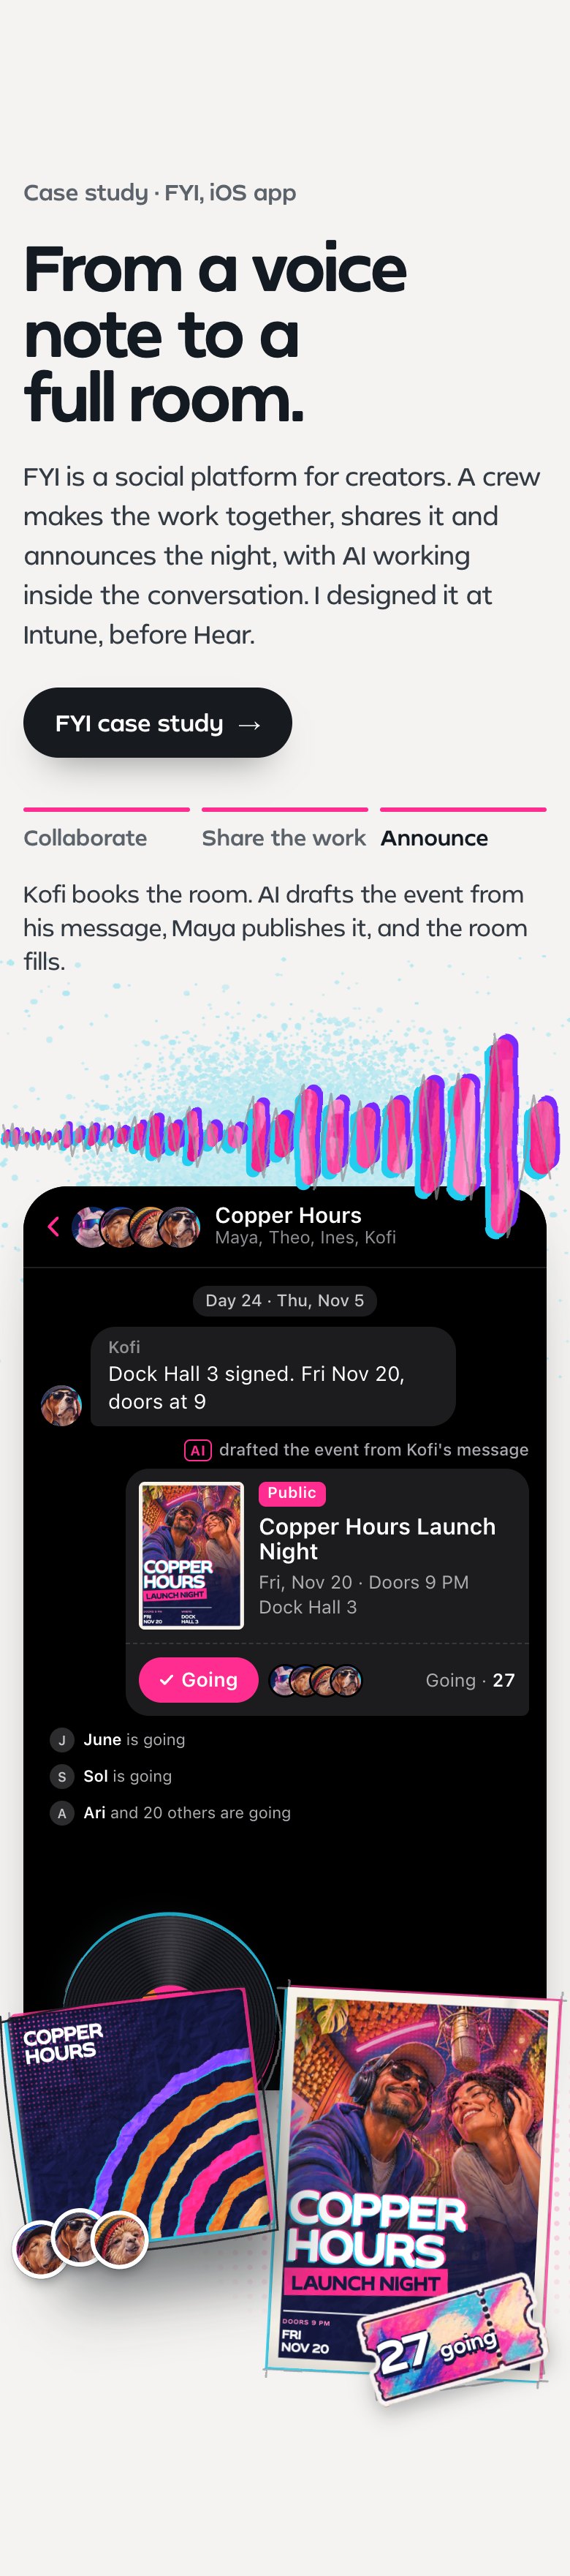 Case study · FYI, iOS app
From a voice
note to a
full room.
FYI is a social platform for creators. A crew
makes the work together, shares it and
announces the night, with AI working
inside the conversation. I designed it at
Intune, before Hear.
FYI case study →
Collaborate
Share the work
Announce
Kofi books the room. AI drafts the event from
his message, Maya publishes it, and the room
fills.
Copper Hours
Maya, Theo, Ines, Kofi
Day 24 · Thu, Nov 5
Kofi
Dock Hall 3 signed. Fri Nov 20,
doors at 9
AI drafted the event from Kofi's message
COPPER
HOURS
LAUNCH NIGHT
FRI
NOV 20
DOCK
HALL 3
Public
Copper Hours Launch
Night
Fri, Nov 20 · Doors 9 PM
Dock Hall 3
✓ Going
Going · 27
J June is going
S Sol is going
A Ari and 20 others are going
COPPER
HOURS
COPPER
HOURS
LAUNCH NIGHT
DOORS 9 PM
FRI
NOV 20
27 going